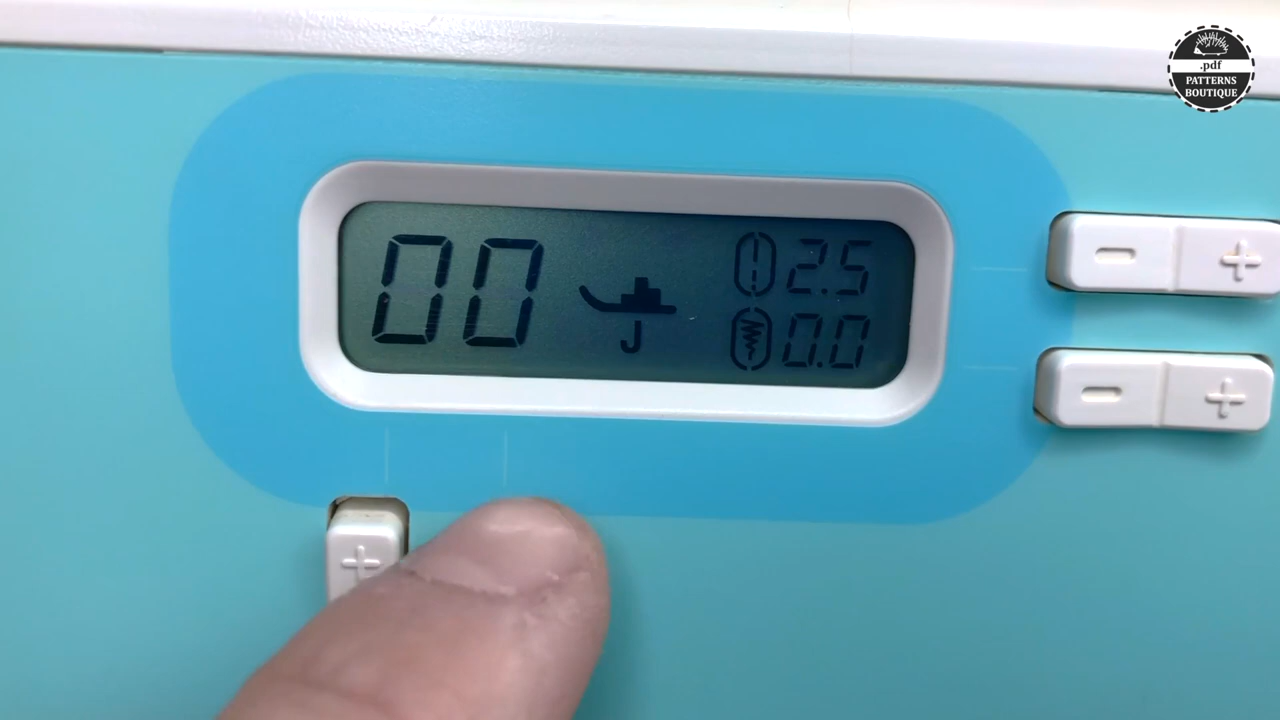 .pdf
PATTERNS
BOUTIQUE
00
J
2.5
0.0
- +
- +
+